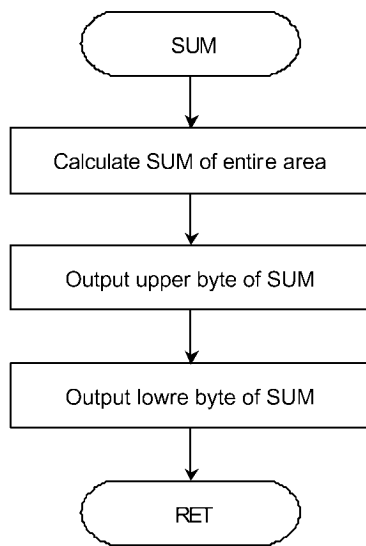 SUM
Calculate SUM of entire area
Output upper byte of SUM
Output lowre byte of SUM
RET